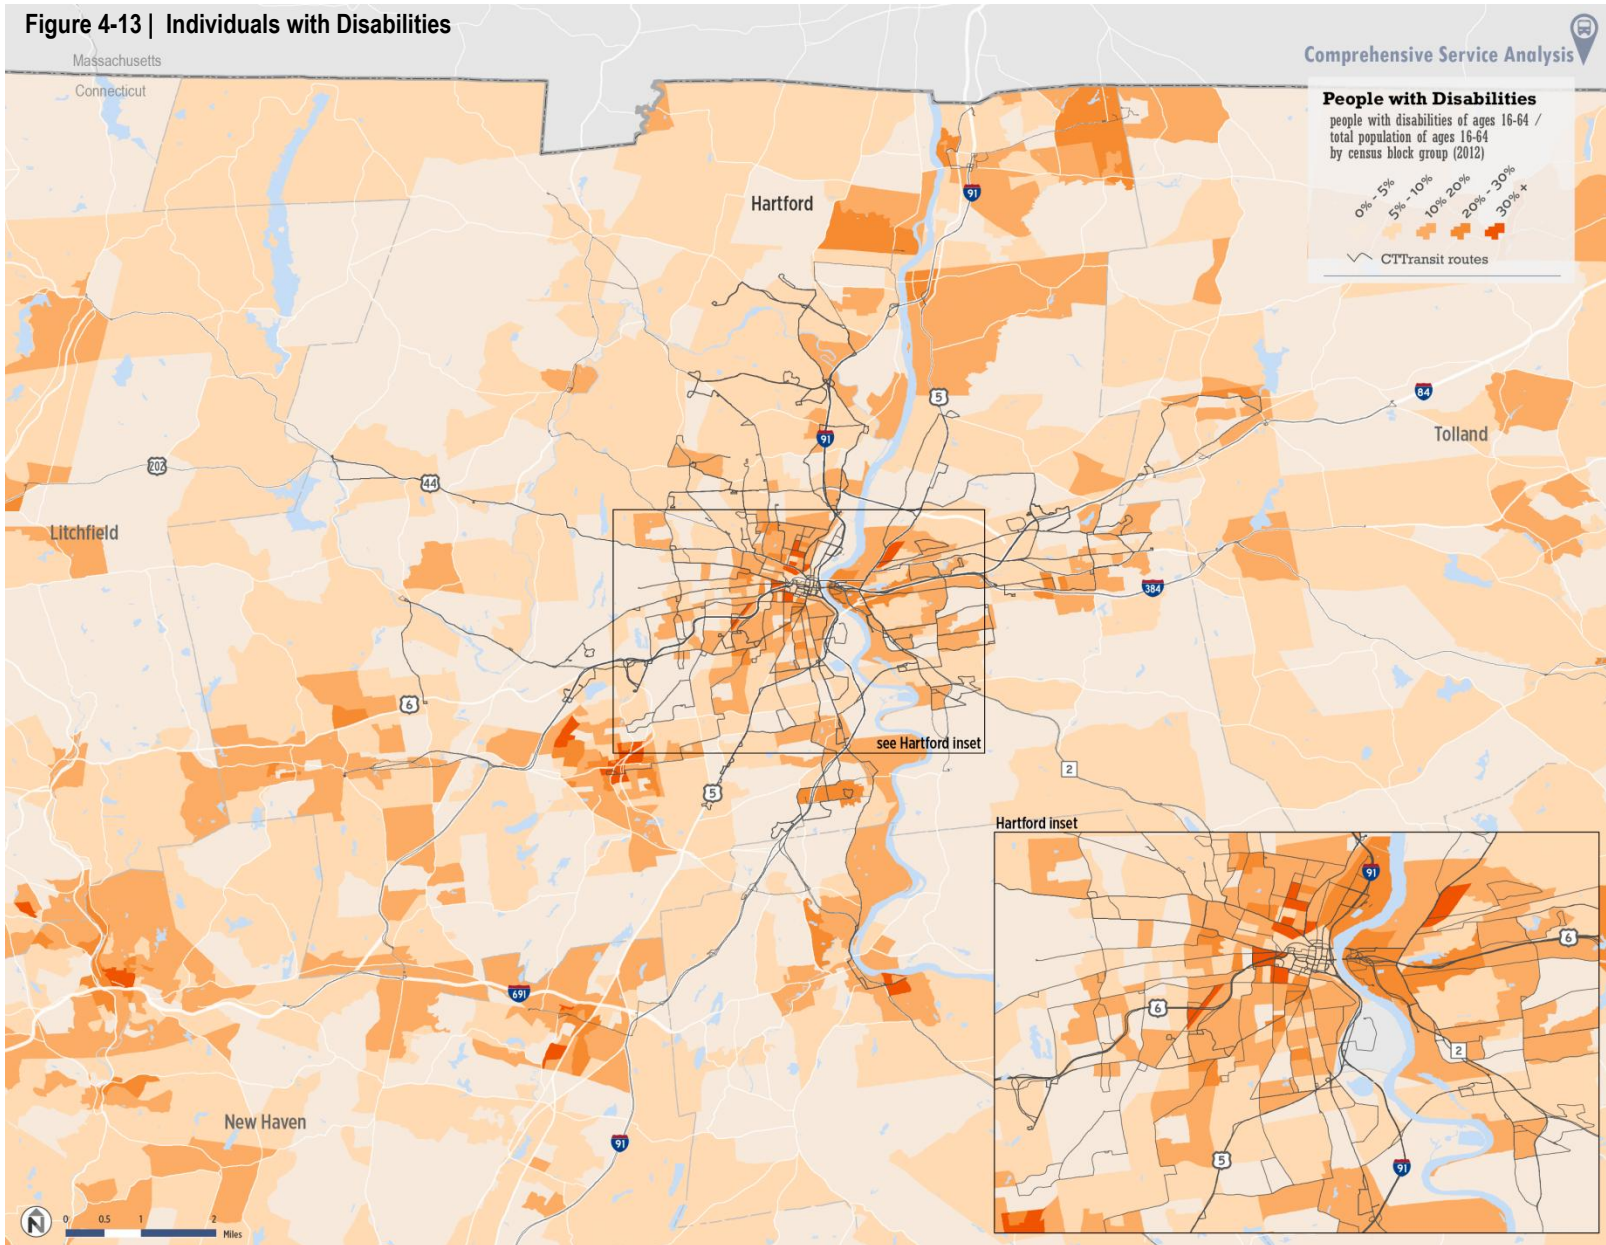 Figure 4-13 | Individuals with Disabilities
Massachusetts
Connecticut
Comprehensive Service Analysis
People with Disabilities
people with disabilities of ages 16-64 /
total population of ages 16-64
by census block group (2012)
0% - 5%
5% - 10%
10% 20%
20% - 30%
30% +
CTTransit routes
Hartford
91
5
84
Tolland
91
202
44
Litchfield
384
6
see Hartford inset
2
5
Hartford inset
91
6
6
2
5
91
691
New Haven
91
N
0 0.5 1 2
Miles